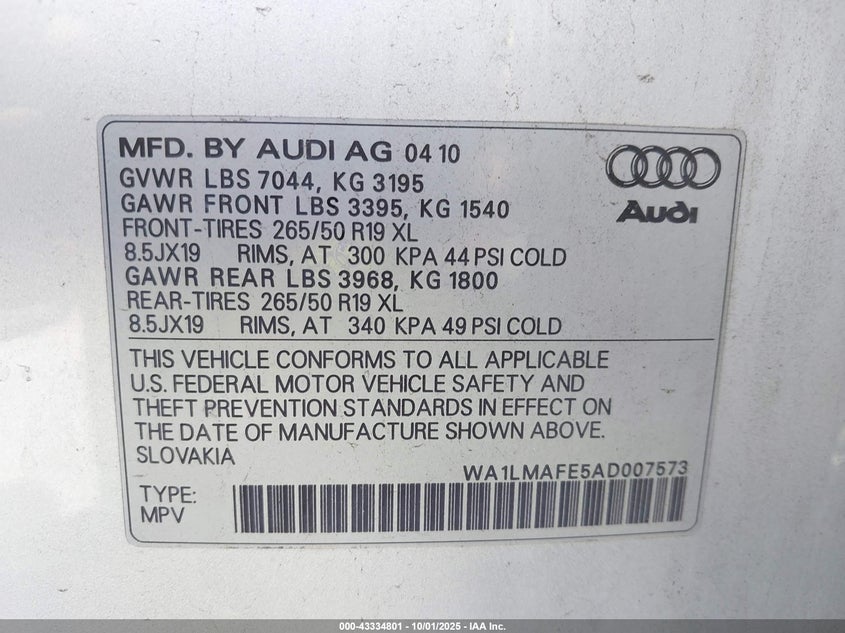 MFD. BY AUDI AG 04 10
GVWR LBS 7044, KG 3195
GAWR FRONT LBS 3395, KG 1540
FRONT-TIRES 265/50 R19 XL
8.5JX19 RIMS, AT 300 KPA 44 PSI COLD
GAWR REAR LBS 3968, KG 1800
REAR-TIRES 265/50 R19 XL
8.5JX19 RIMS, AT 340 KPA 49 PSI COLD
Audi
THIS VEHICLE CONFORMS TO ALL APPLICABLE
U.S. FEDERAL MOTOR VEHICLE SAFETY AND
THEFT PREVENTION STANDARDS IN EFFECT ON
THE DATE OF MANUFACTURE SHOWN ABOVE.
SLOVAKIA
WA1LMAFE5AD007573
TYPE:
MPV
000-43334801 - 10/01/2025 - IAA Inc.